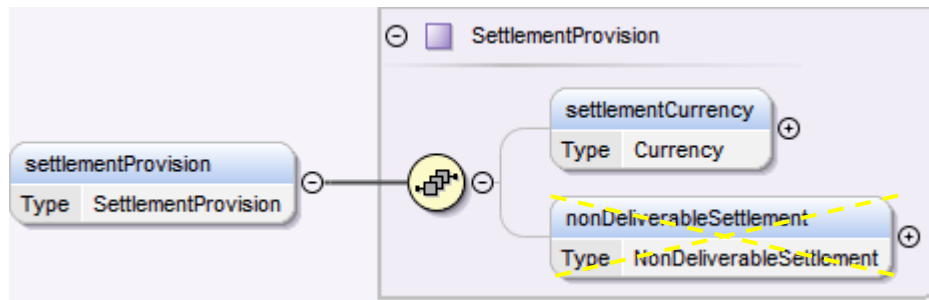 SettlementProvision
settlementCurrency
Type Currency
settlementProvision
Type SettlementProvision
nonDeliverableSettlement
Type NonDeliverableSettlement